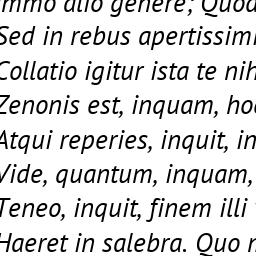 mmo alio genere; Quod
Sed in rebus apertissimi
Collatio igitur ista te nih
Zenonis est, inquam, hoc
Atqui reperies, inquit, in
Vide, quantum, inquam,
Teneo, inquit, finem illi
Haeret in salebra. Quo